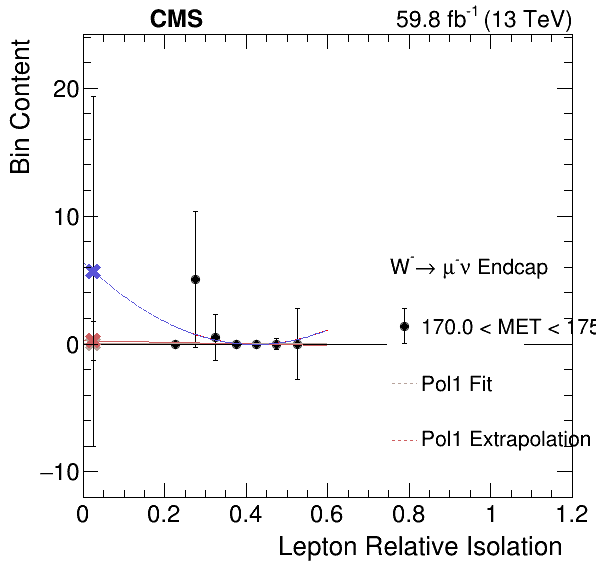 CMS 59.8 fb⁻¹ (13 TeV)
Bin Content
20
10
0
−10
W⁻→ μ⁻ν Endcap
170.0 < MET < 175
Pol1 Fit
Pol1 Extrapolation
0 0.2 0.4 0.6 0.8 1 1.2
Lepton Relative Isolation